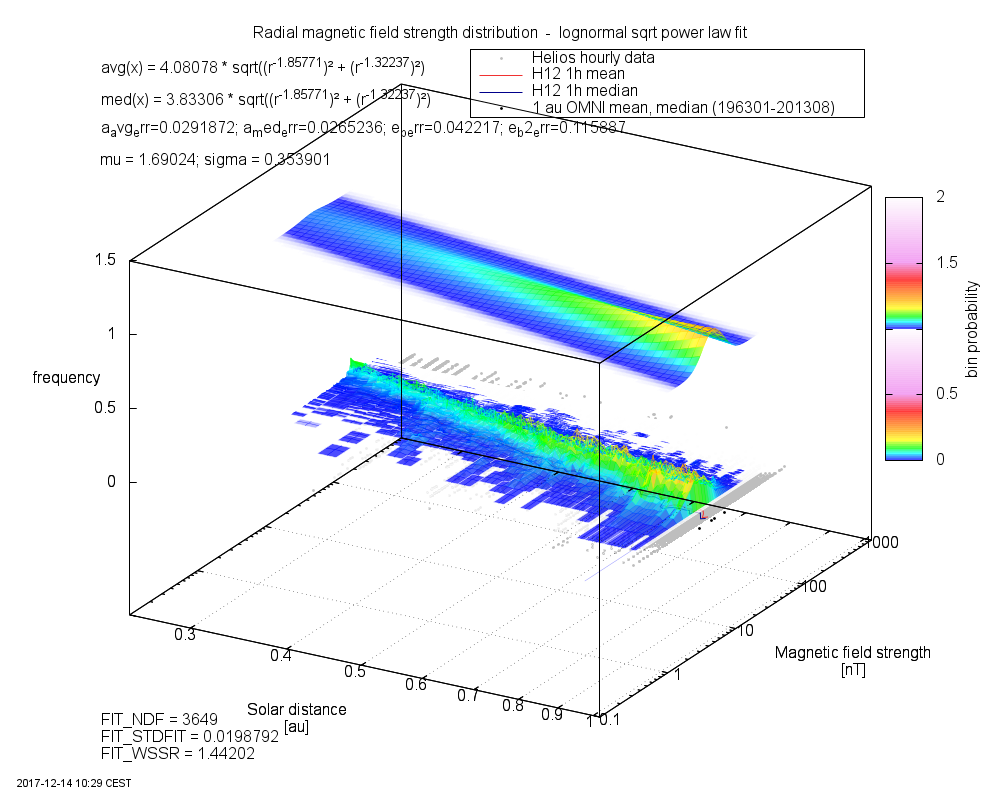 Radial magnetic field strength distribution - lognormal sqrt power law fit
avg(x) = 4.08078 * sqrt((r^-1.85771)² + (r^-1.32237)²)
med(x) = 3.83306 * sqrt((r^-1.85771)² + (r^-1.32237)²)
a_avg_err=0.0291872; a_med_err=0.0265236; e_be_err=0.042217; e_b2_err=0.115887
mu = 1.69024; sigma = 0.353901
Helios hourly data
H12 1h mean
H12 1h median
1 au OMNI mean, median (196301-201308)
1.5
1
0.5
0
frequency
2
1.5
1
0.5
0
bin probability
0.3
0.4
0.5
0.6
0.7
0.8
0.9
1
Solar distance
[au]
0.1
1
10
100
1000
Magnetic field strength
[nT]
FIT_NDF = 3649
FIT_STDFIT = 0.0198792
FIT_WSSR = 1.44202
2017-12-14 10:29 CEST